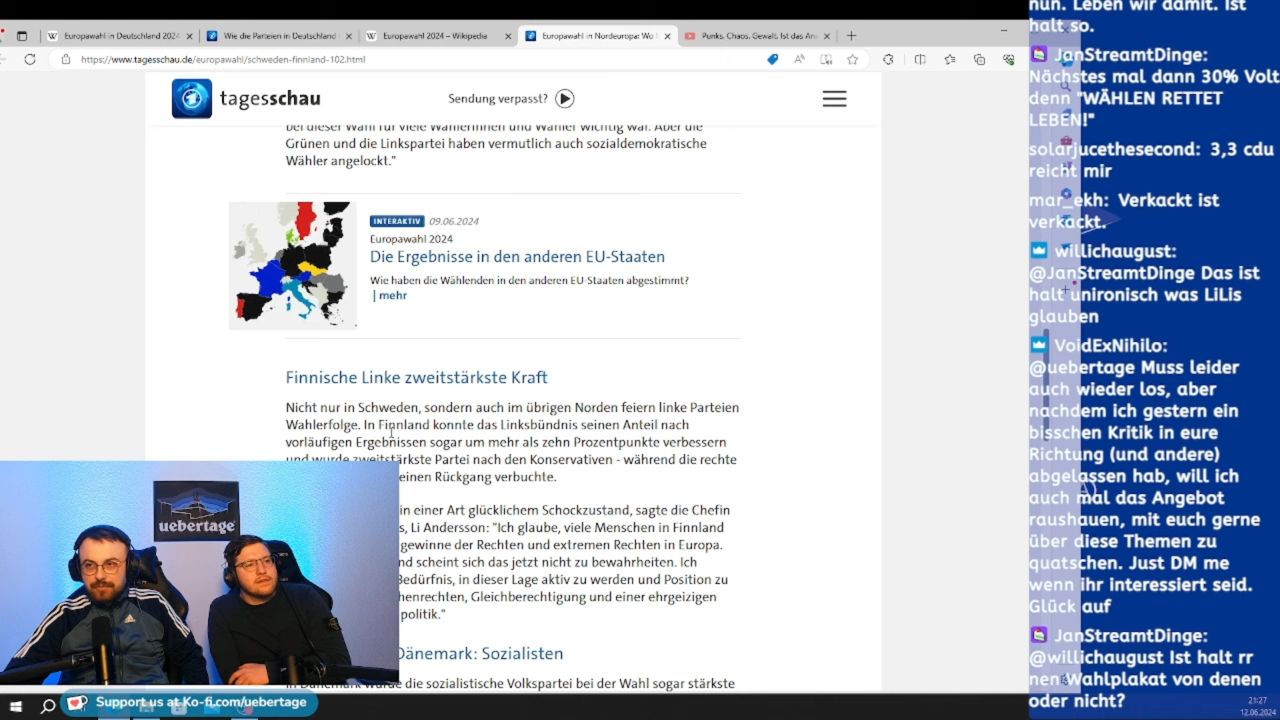 Europawahl in Deutschland 2024
Wie die Parteien in Deutschland
Europawahl 2024 – Wikipedia
Europawahl in Nordeuropa: Wo
Punks. Chaos. Gewalt. Ist das
https://www.tagesschau.de/europawahl/schweden-finnland-102.html
tagesschau
Sendung verpasst?
bei dieser Wahl für viele Wählerinnen und Wähler wichtig war. Aber die
Grünen und die Linkspartei haben vermutlich auch sozialdemokratische
Wähler angelockt."
INTERAKTIV 09.06.2024
Europawahl 2024
Die Ergebnisse in den anderen EU-Staaten
Wie haben die Wählenden in den anderen EU-Staaten abgestimmt?
| mehr
Finnische Linke zweitstärkste Kraft
Nicht nur in Schweden, sondern auch im übrigen Norden feiern linke Parteien
Wahlerfolge. In Finnland konnte das Linksbündnis seinen Anteil nach
vorläufigen Ergebnissen sogar um mehr als zehn Prozentpunkte verbessern
und wurde zweitstärkste Partei nach den Konservativen - während die rechte
einen Rückgang verbuchte.
in einer Art glücklichem Schockzustand, sagte die Chefin
s, Li Andersson: "Ich glaube, viele Menschen in Finnland
gewinne der Rechten und extremen Rechten in Europa.
nd scheint sich das jetzt nicht zu bewahrheiten. Ich
Bedürfnis, in dieser Lage aktiv zu werden und Position zu
henrechten, Gleichberechtigung und einer ehrgeizigen
politik."
Dänemark: Sozialisten
In Dänemark wurde die sozialistische Volkspartei bei der Wahl sogar stärkste
uebertage
Support us at Ko-fi.com/uebertage
nun. Leben wir damit. Ist
halt so.
JanStreamtDinge:
Nächstes mal dann 30% Volt
denn "WÄHLEN RETTET
LEBEN!"
solarjucethesecond: 3,3 cdu
reicht mir
mar_ekh: Verkackt ist
verkackt.
willichaugust:
@JanStreamtDinge Das ist
halt unironisch was LiLis
glauben
VoidExNihilo:
@uebertage Muss leider
auch wieder los, aber
nachdem ich gestern ein
bisschen Kritik in eure
Richtung (und andere)
abgelassen hab, will ich
auch mal das Angebot
raushauen, mit euch gerne
über diese Themen zu
quatschen. Just DM me
wenn ihr interessiert seid.
Glück auf
JanStreamtDinge:
@willichaugust Ist halt rr
nen Wahlplakat von denen
oder nicht?
21:27
12.06.2024